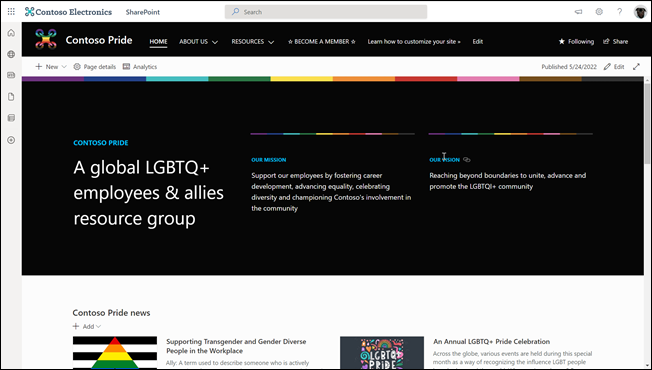 Contoso Electronics SharePoint Search
Contoso Pride HOME ABOUT US RESOURCES ☆ BECOME A MEMBER ☆ Learn how to customize your site Edit ★ Following Share
+ New Page details Analytics Published 5/24/2022 Edit
CONTOSO PRIDE
A global LGBTQ+
employees & allies
resource group
OUR MISSION
Support our employees by fostering career
development, advancing equality, celebrating
diversity and championing Contoso's involvement in
the community
OUR VISION
Reaching beyond boundaries to unite, advance and
promote the LGBTQI+ community
Contoso Pride news
+ Add
Supporting Transgender and Gender Diverse
People in the Workplace
Ally: A term used to describe someone who is actively
LGBTQ
PRIDE
An Annual LGBTQ+ Pride Celebration
Across the globe, various events are held during this special
month as a way of recognizing the influence LGBT people